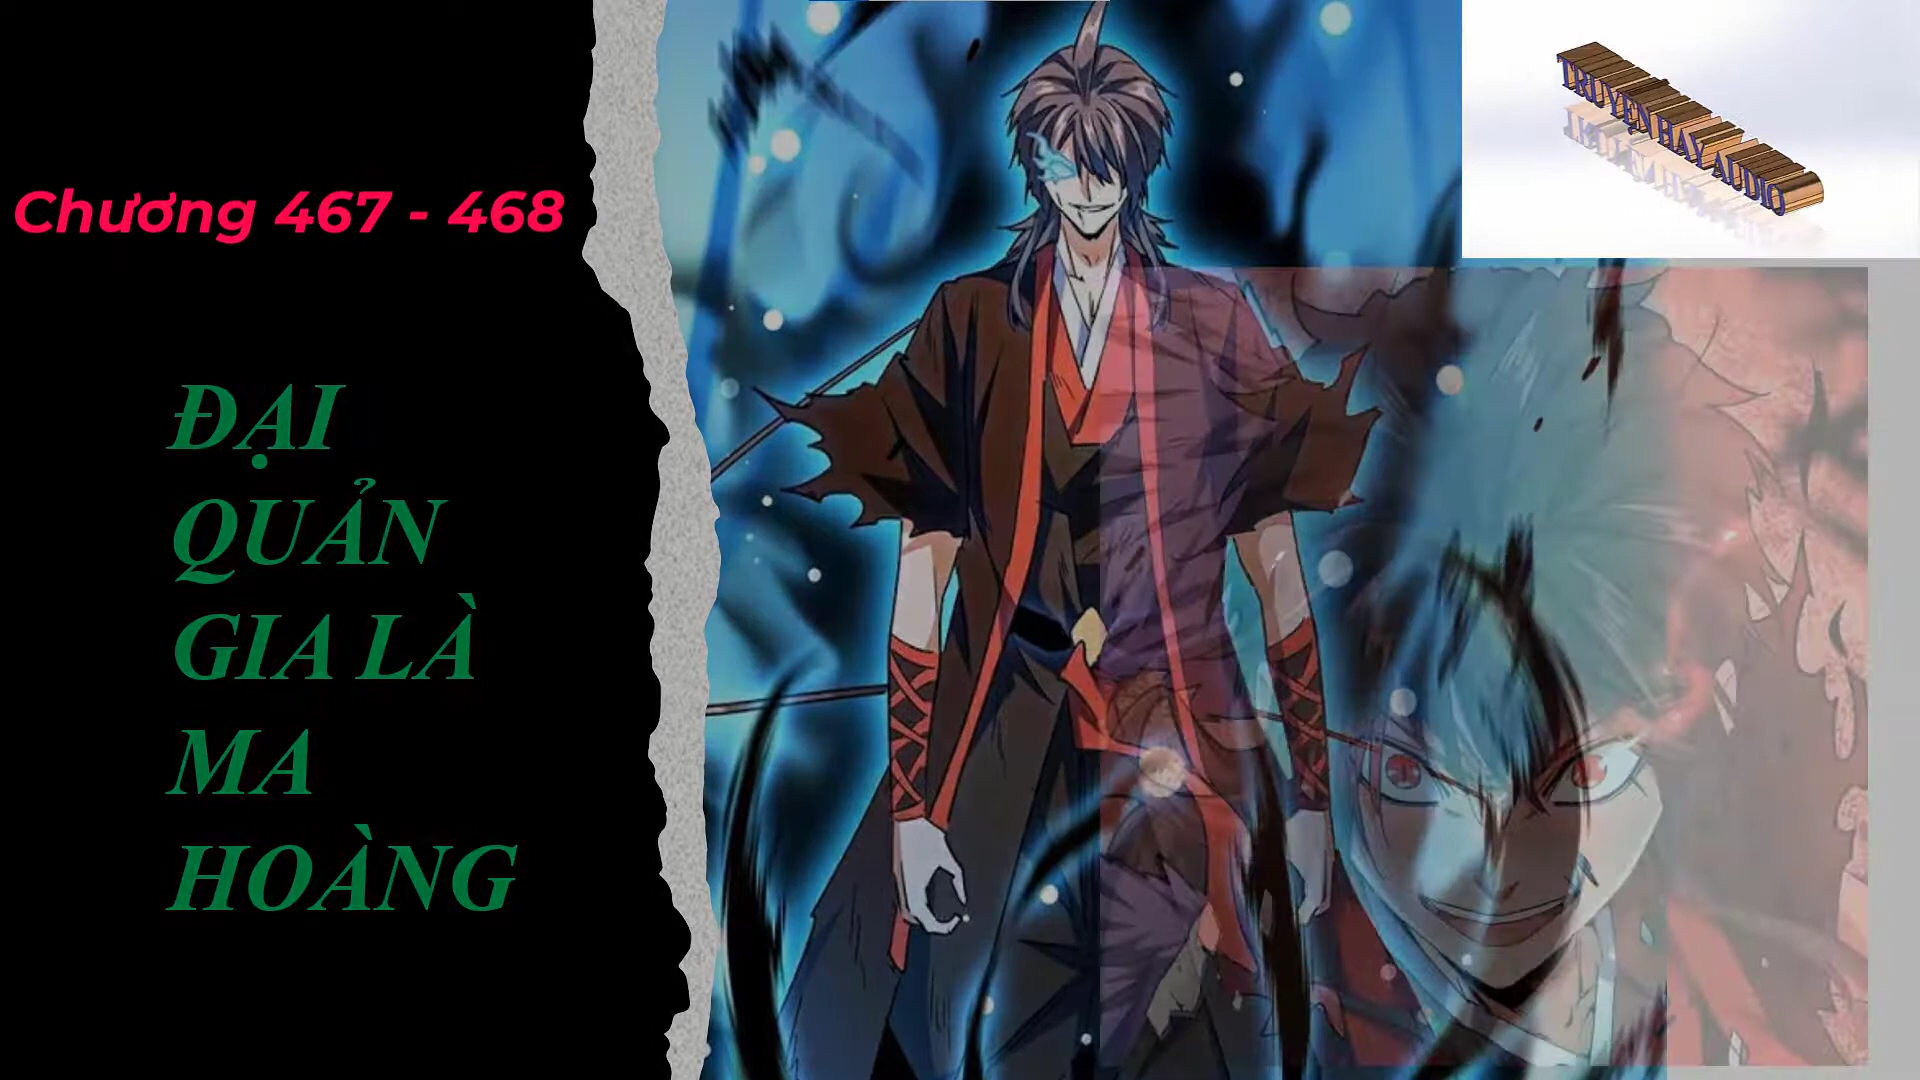 Chương 467 - 468
TRUYỆN HAY AUDIO
ĐẠI
QUẢN
GIA LÀ
MA
HOÀNG